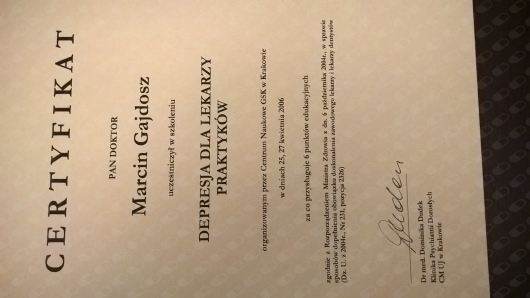 CERTYFIKAT
PAN DOKTOR
Marcin Gajdosz
uczestniczył w szkoleniu
DEPRESJA DLA LEKARZY
PRAKTYKÓW
organizowanym przez Centrum Naukowe GSK w Krakowie
w dniach 25, 27 kwietnia 2006
za co przysługuje 6 punktów edukacyjnych
zgodnie z Rozporządzeniem Ministra Zdrowia z dn. 6 października 2004r., w sprawie
sposobów dopełnienia obowiązku doskonalenia zawodowego lekarzy i lekarzy dentystów
(Dz. U. z 2004r., Nr 231, pozycja 2326)
Dr med. Dominika Dudek
Klinika Psychiatrii Dorosłych
CM UJ w Krakowie